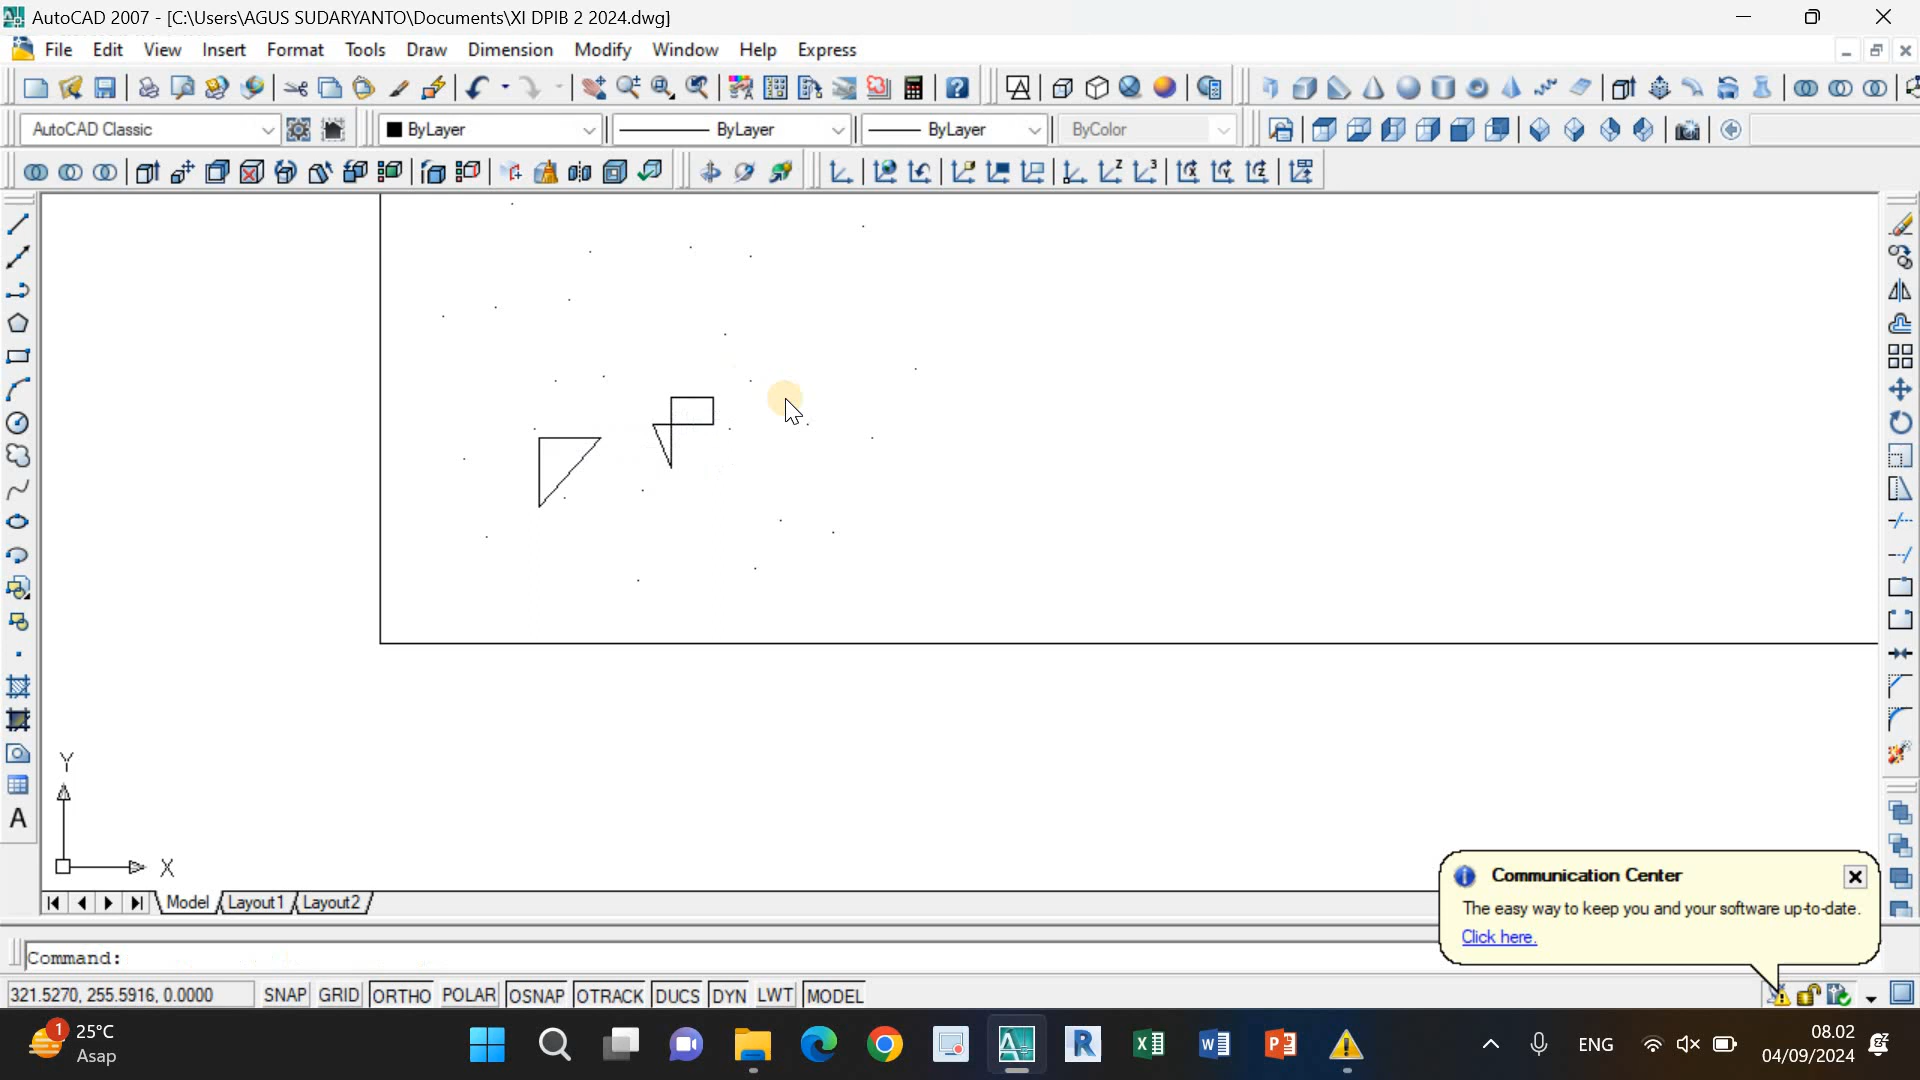 AutoCAD 2007 - [C:\Users\AGUS SUDARYANTO\Documents\XI DPIB 2 2024.dwg]
File Edit View Insert Format Tools Draw Dimension Modify Window Help Express
AutoCAD Classic ByLayer ByLayer ByLayer ByColor
Y
X
Model Layout1 Layout2
Communication Center
The easy way to keep you and your software up-to-date.
Click here.
Command:
321.5270, 255.5916, 0.0000 SNAP GRID ORTHO POLAR OSNAP OTRACK DUCS DYN LWT MODEL
1 25°C
Asap
ENG
08.02
04/09/2024